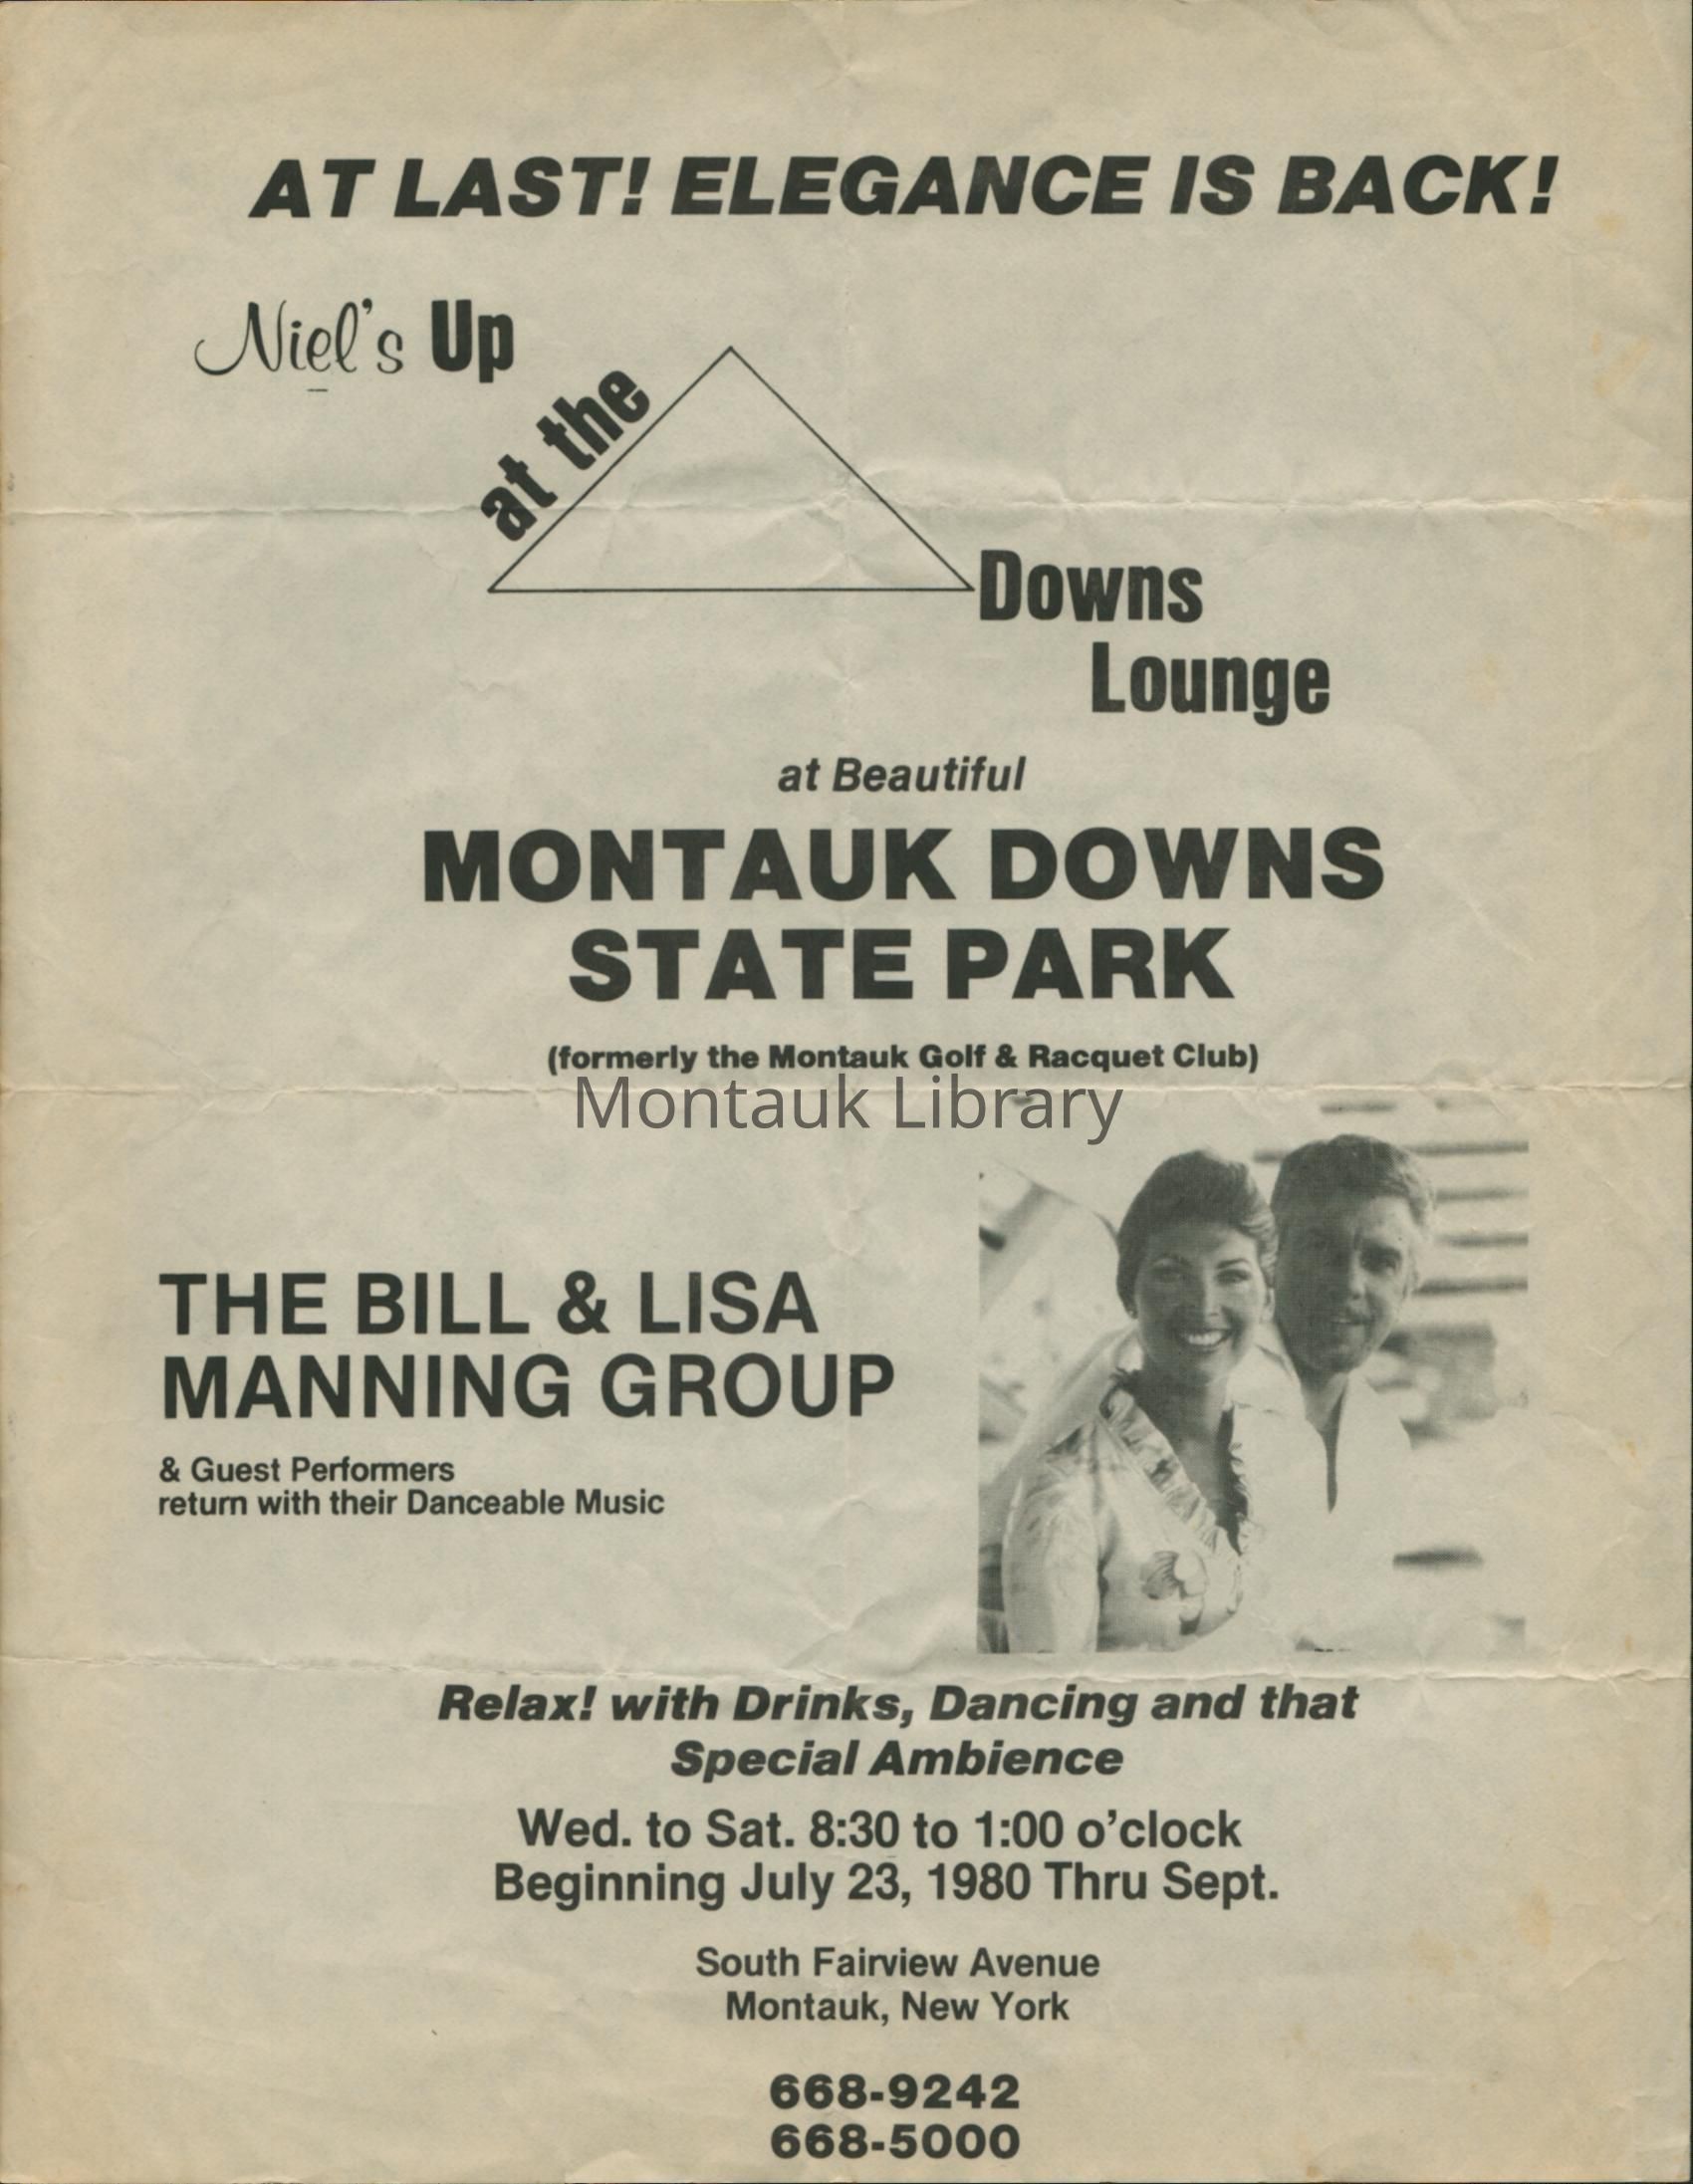 AT LAST! ELEGANCE IS BACK!
Niel's Up
at the
Downs
Lounge
at Beautiful
MONTAUK DOWNS
STATE PARK
(formerly the Montauk Golf & Racquet Club)
Montauk Library
THE BILL & LISA
MANNING GROUP
& Guest Performers
return with their Danceable Music
Relax! with Drinks, Dancing and that
Special Ambience
Wed. to Sat. 8:30 to 1:00 o'clock
Beginning July 23, 1980 Thru Sept.
South Fairview Avenue
Montauk, New York
668-9242
668-5000